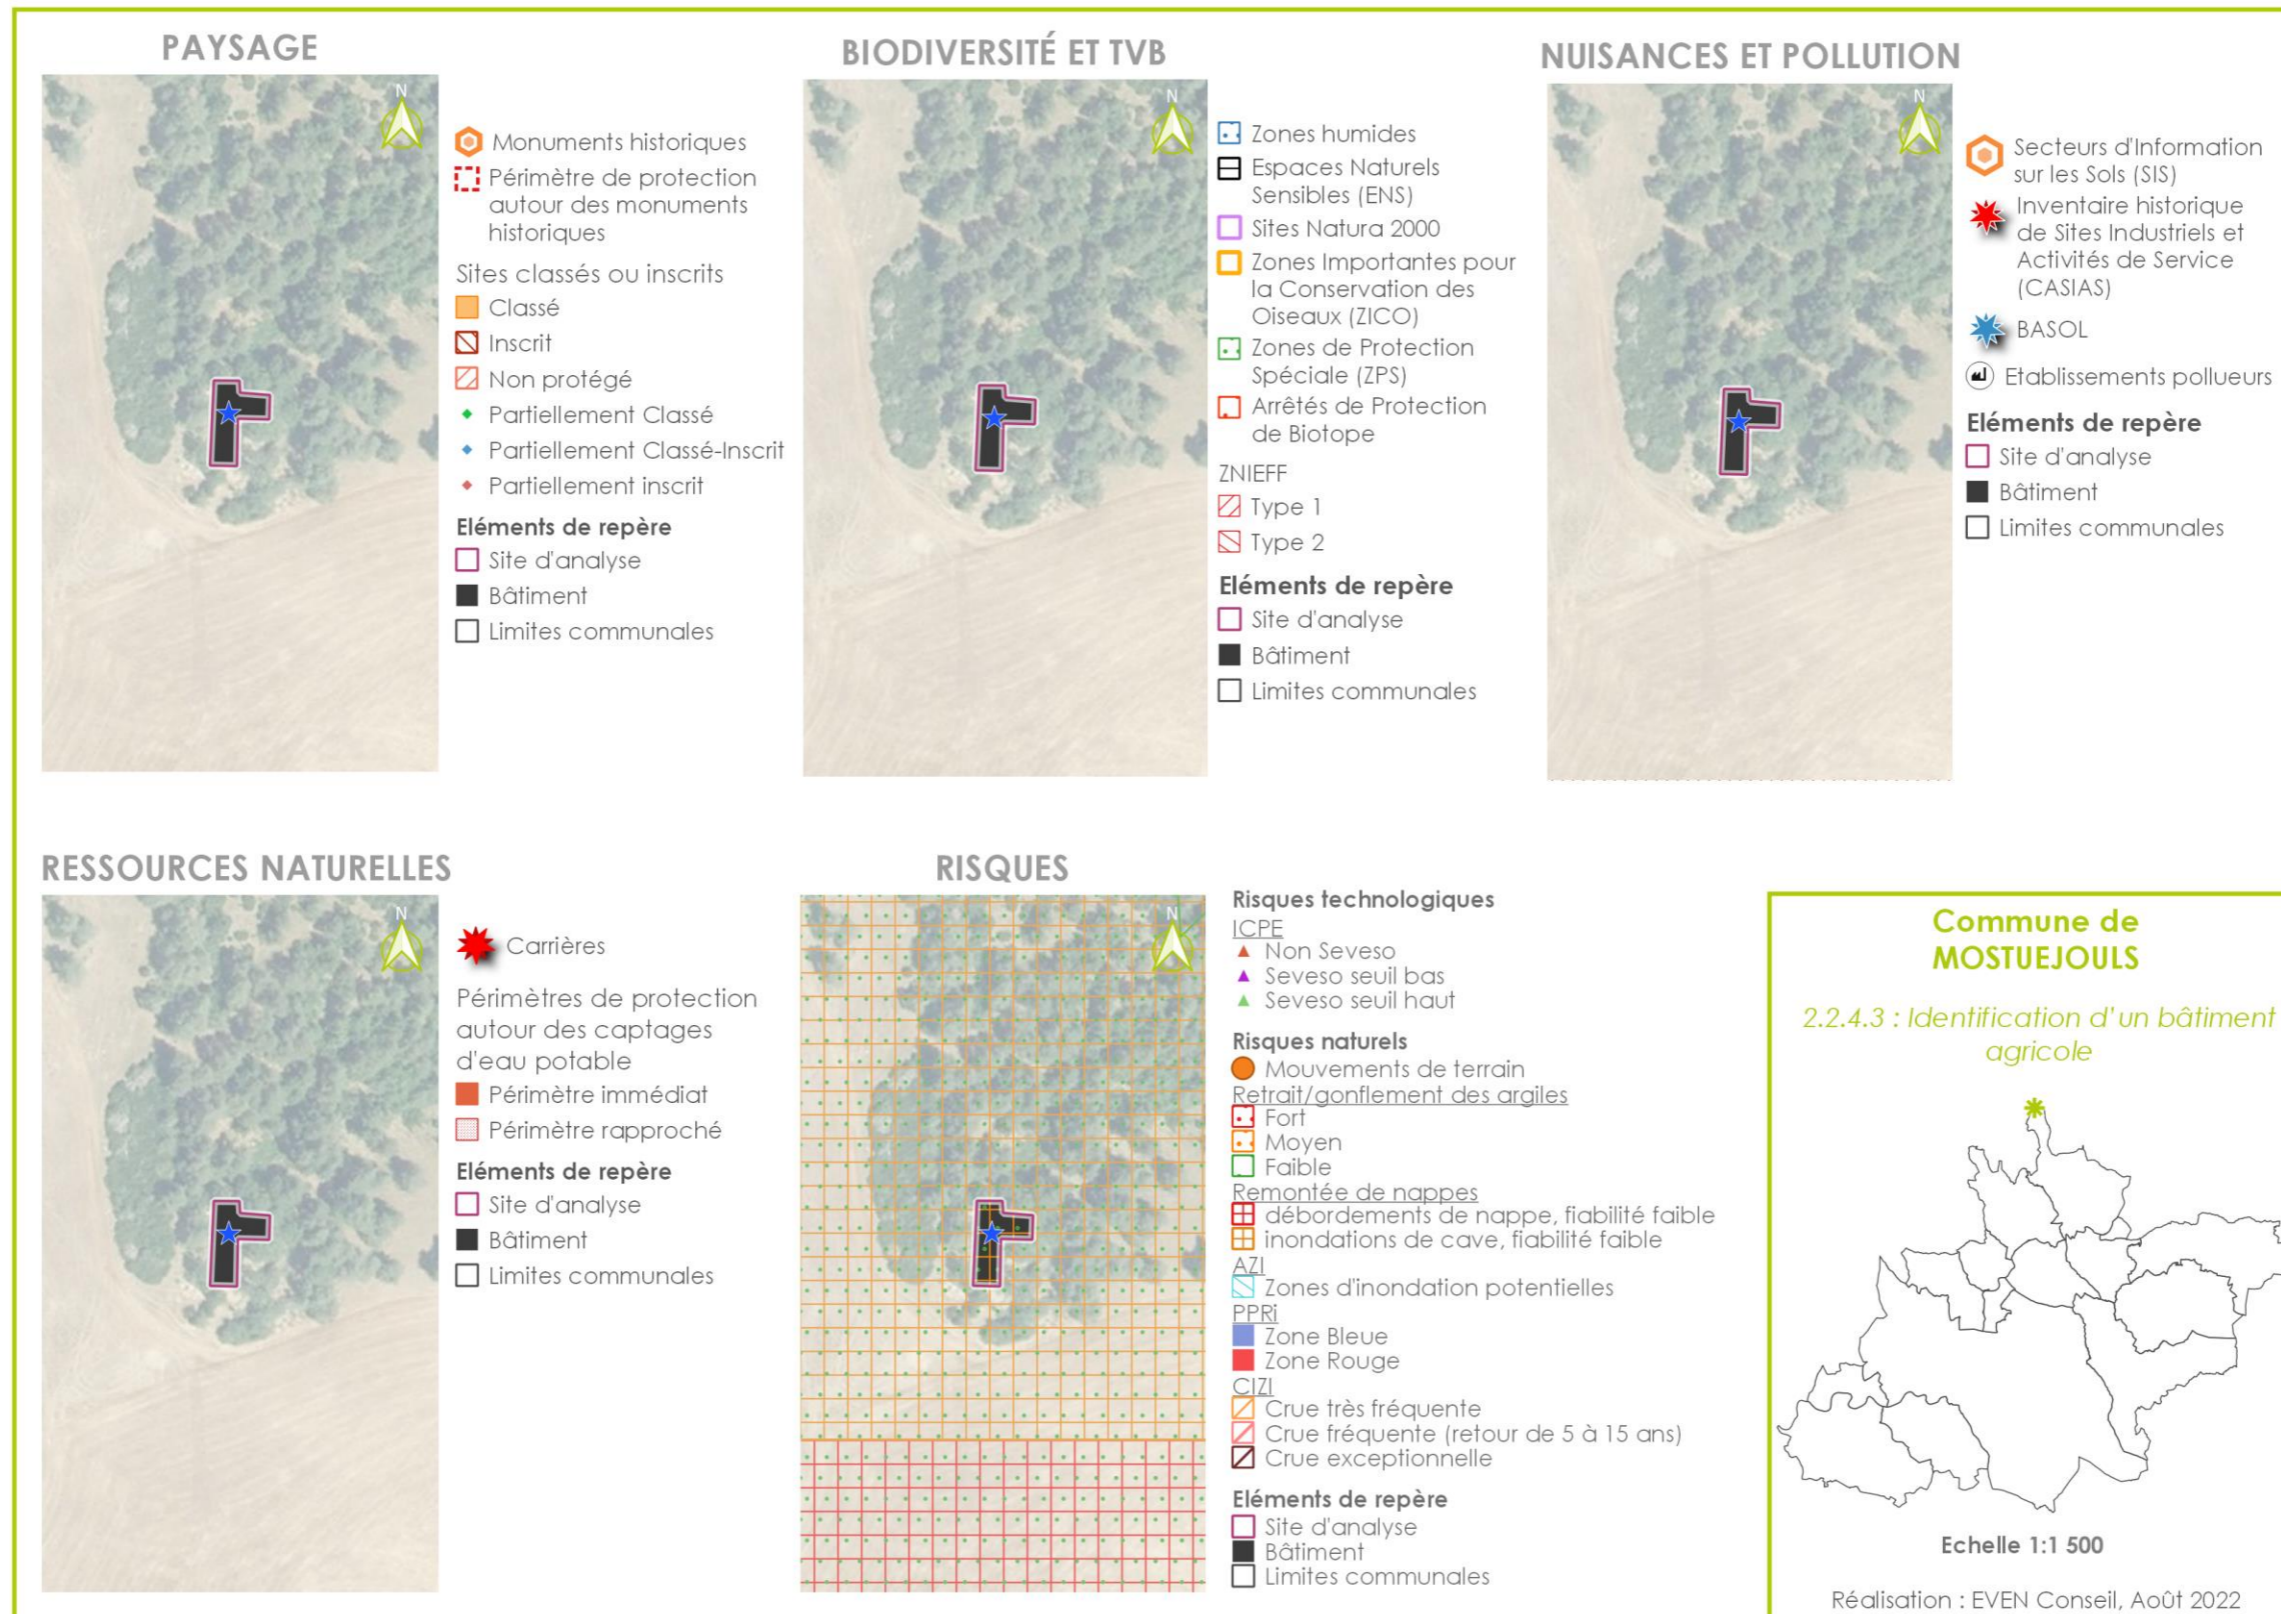 PAYSAGE
N
Monuments historiques
Périmètre de protection
autour des monuments
historiques
Sites classés ou inscrits
Classé
Inscrit
Non protégé
Partiellement Classé
Partiellement Classé-Inscrit
Partiellement inscrit
Eléments de repère
Site d'analyse
Bâtiment
Limites communales
BIODIVERSITÉ ET TVB
N
Zones humides
Espaces Naturels
Sensibles (ENS)
Sites Natura 2000
Zones Importantes pour
la Conservation des
Oiseaux (ZICO)
Zones de Protection
Spéciale (ZPS)
Arrêtés de Protection
de Biotope
ZNIEFF
Type 1
Type 2
Eléments de repère
Site d'analyse
Bâtiment
Limites communales
NUISANCES ET POLLUTION
N
Secteurs d'Information
sur les Sols (SIS)
Inventaire historique
de Sites Industriels et
Activités de Service
(CASIAS)
BASOL
Etablissements pollueurs
Eléments de repère
Site d'analyse
Bâtiment
Limites communales
RESSOURCES NATURELLES
N
Carrières
Périmètres de protection
autour des captages
d'eau potable
Périmètre immédiat
Périmètre rapproché
Eléments de repère
Site d'analyse
Bâtiment
Limites communales
RISQUES
N
Risques technologiques
ICPE
Non Seveso
Seveso seuil bas
Seveso seuil haut
Risques naturels
Mouvements de terrain
Retrait/gonflement des argiles
Fort
Moyen
Faible
Remontée de nappes
débordements de nappe, fiabilité faible
inondations de cave, fiabilité faible
AZI
Zones d'inondation potentielles
PPRi
Zone Bleue
Zone Rouge
CIZI
Crue très fréquente
Crue fréquente (retour de 5 à 15 ans)
Crue exceptionnelle
Eléments de repère
Site d'analyse
Bâtiment
Limites communales
Commune de
MOSTUEJOULS
2.2.4.3 : Identification d'un bâtiment
agricole
Echelle 1:1 500
Réalisation : EVEN Conseil, Août 2022